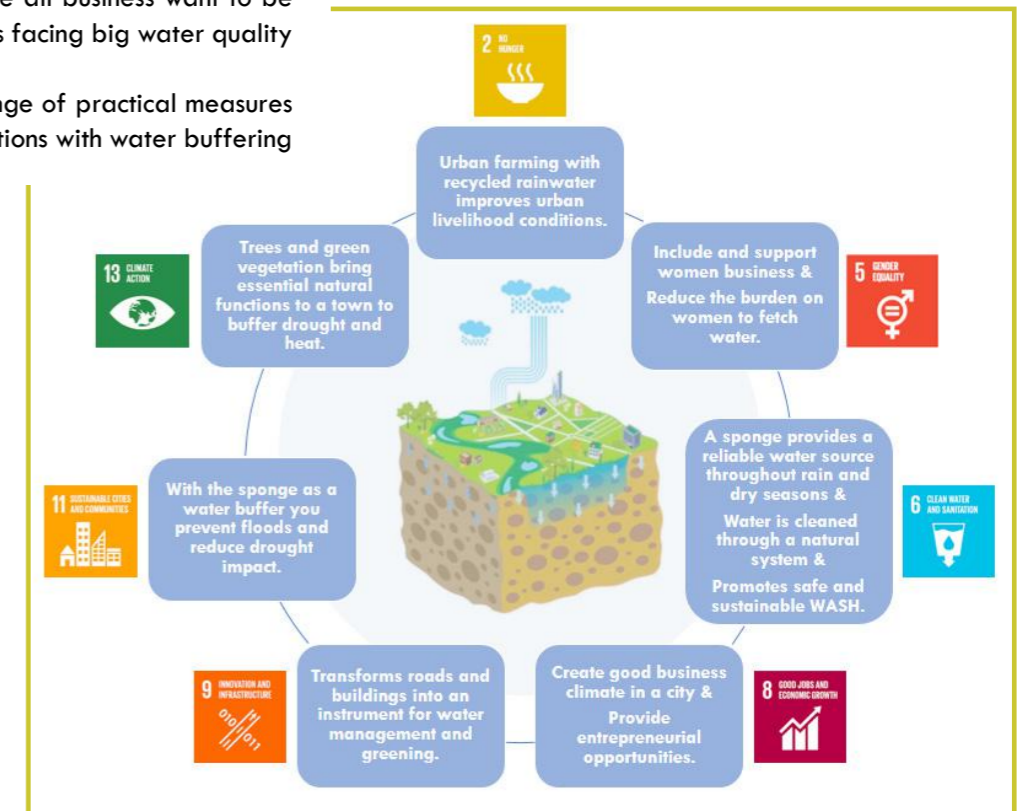 e all business want to be
s facing big water quality
nge of practical measures
tions with water buffering
2 NO
HUNGER
Urban farming with
recycled rainwater
improves urban
livelihood conditions.
Include and support
women business &
Reduce the burden on
women to fetch
water.
5 GENDER
EQUALITY
A sponge provides a
reliable water source
throughout rain and
dry seasons &
Water is cleaned
through a natural
system &
Promotes safe and
sustainable WASH.
6 CLEAN WATER
AND SANITATION
Create good business
climate in a city &
Provide
entrepreneurial
opportunities.
8 GOOD JOBS AND
ECONOMIC GROWTH
Transforms roads and
buildings into an
instrument for water
management and
greening.
9 INNOVATION AND
INFRASTRUCTURE
With the sponge as a
water buffer you
prevent floods and
reduce drought
impact.
11 SUSTAINABLE CITIES
AND COMMUNITIES
Trees and green
vegetation bring
essential natural
functions to a town to
buffer drought and
heat.
13 CLIMATE
ACTION